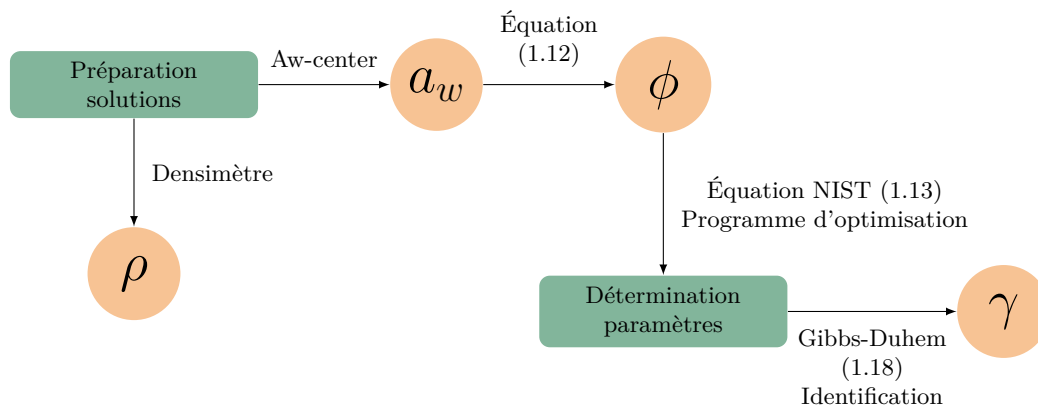 Préparation
solutions
Aw-center
a_w
Équation
(1.12)
ϕ
Densimètre
ρ
Équation NIST (1.13)
Programme d'optimisation
Détermination
paramètres
Gibbs-Duhem
(1.18)
Identification
γ